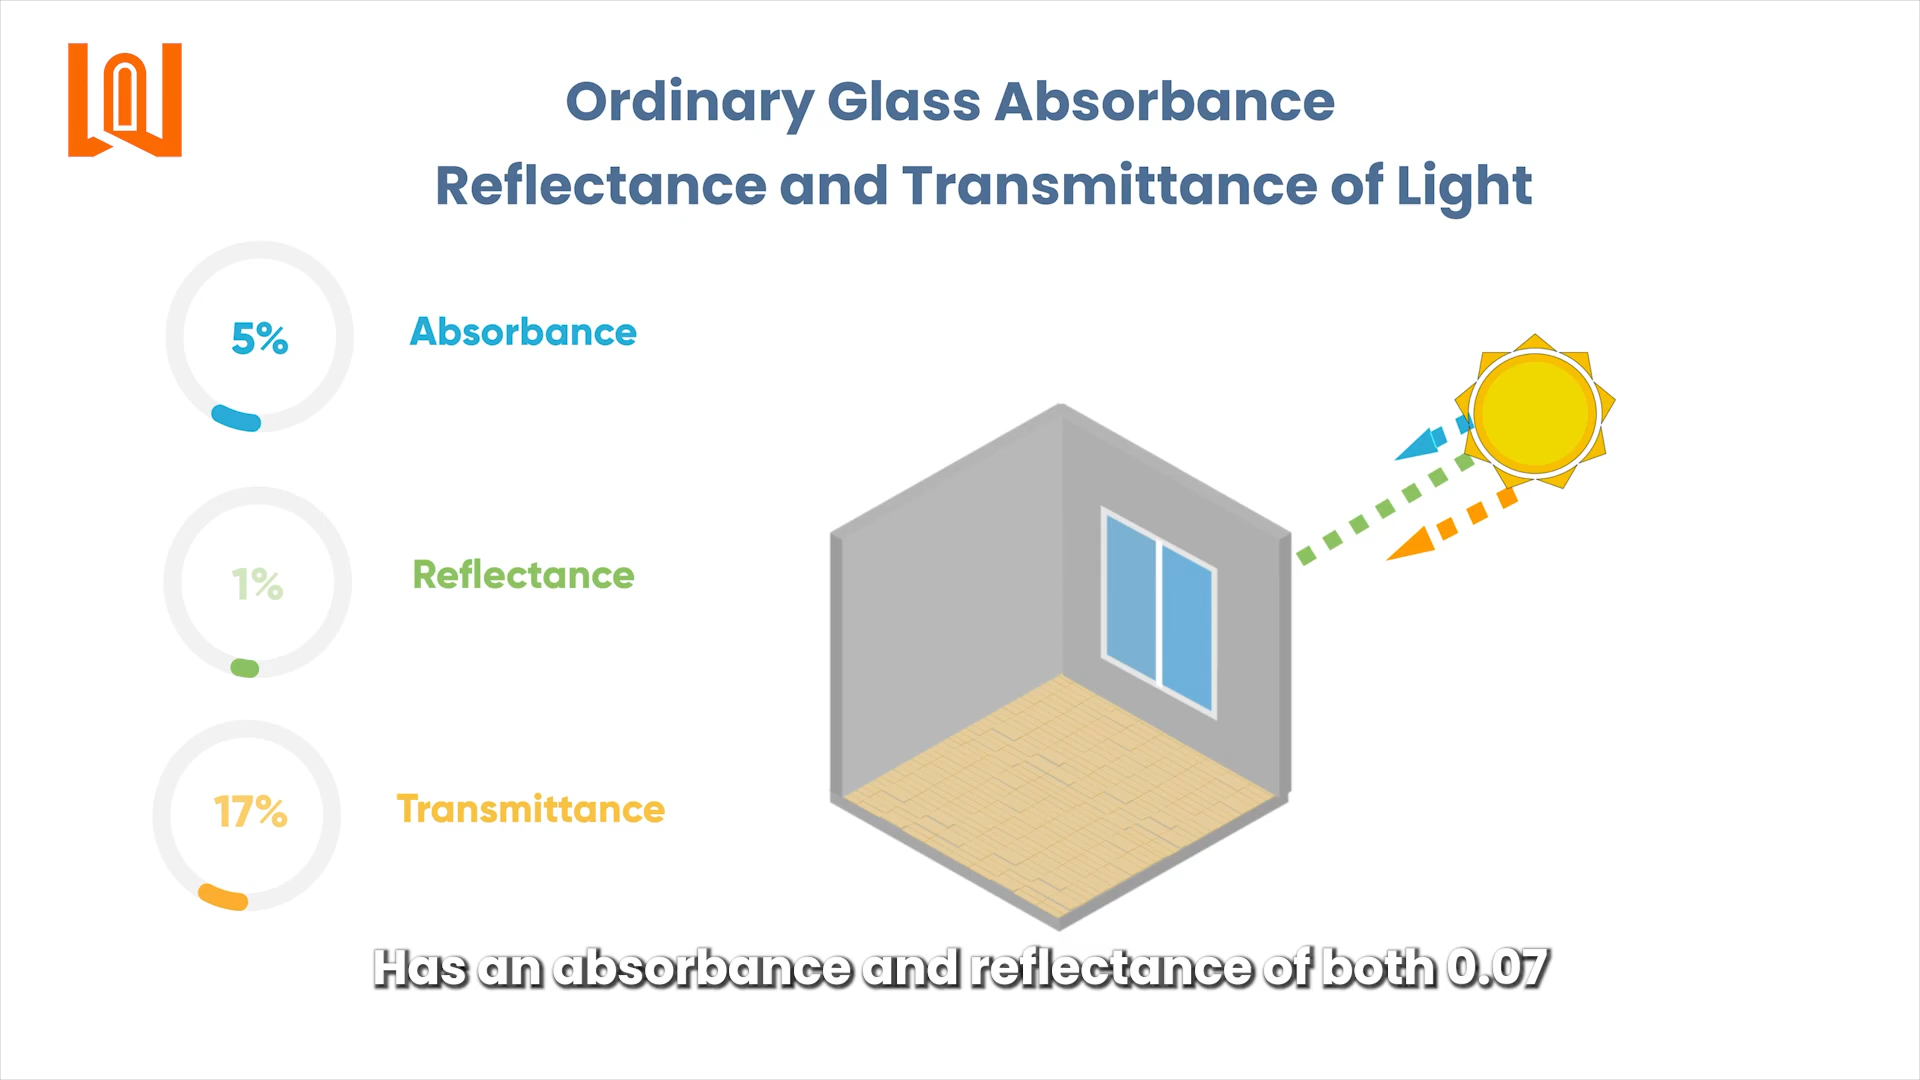 Ordinary Glass Absorbance
Reflectance and Transmittance of Light
5%
Absorbance
1%
Reflectance
17%
Transmittance
Has an absorbance and reflectance of both 0.07